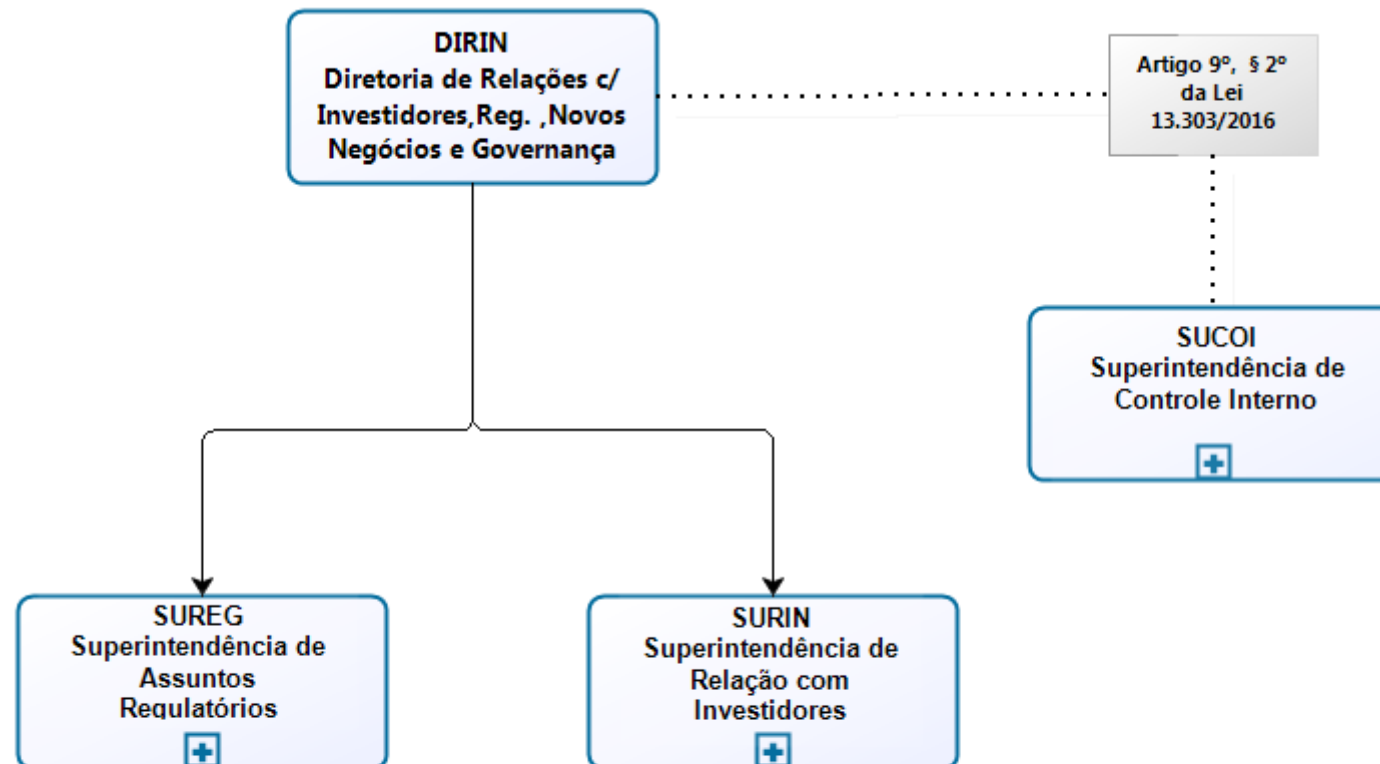 DIRIN
Diretoria de Relações c/
Investidores,Reg. ,Novos
Negócios e Governança
Artigo 9º, § 2º
da Lei
13.303/2016
SUCOI
Superintendência de
Controle Interno
SUREG
Superintendência de
Assuntos
Regulatórios
SURIN
Superintendência de
Relação com
Investidores